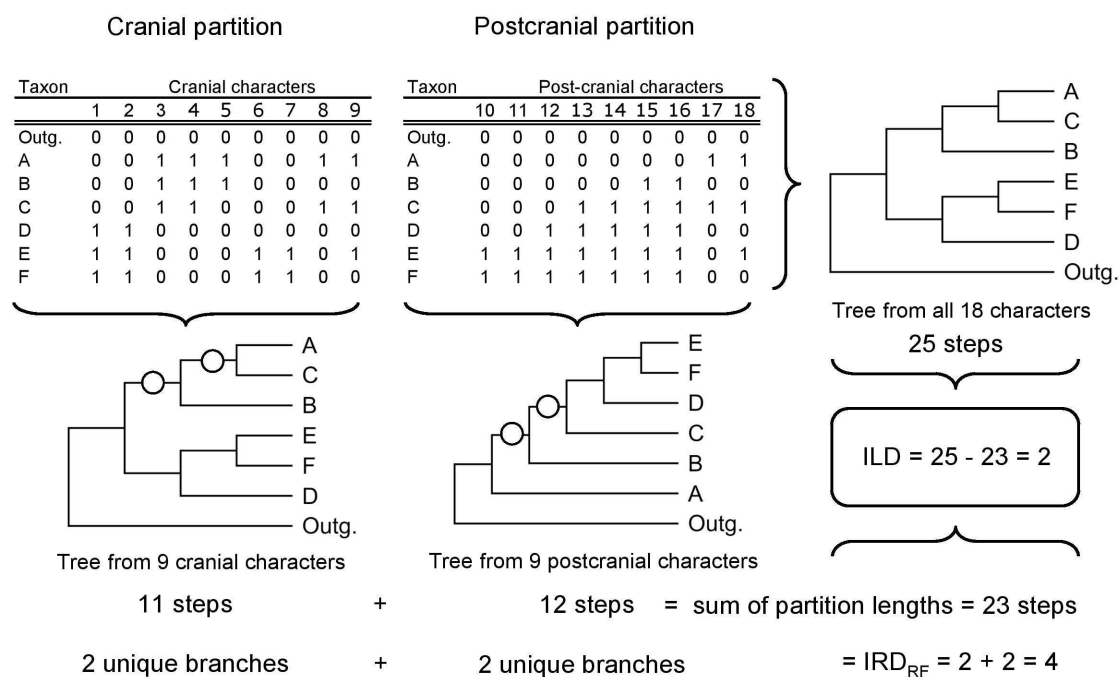 Cranial partition
Postcranial partition
Taxon Cranial characters
1 2 3 4 5 6 7 8 9
Outg. 0 0 0 0 0 0 0 0 0
A 0 0 1 1 1 0 0 1 1
B 0 0 1 1 1 0 0 0 0
C 0 0 1 1 0 0 0 1 1
D 1 1 0 0 0 0 0 0 0
E 1 1 0 0 0 1 1 0 1
F 1 1 0 0 0 1 1 0 0
Taxon Post-cranial characters
10 11 12 13 14 15 16 17 18
Outg. 0 0 0 0 0 0 0 0 0
A 0 0 0 0 0 0 0 1 1
B 0 0 0 0 0 1 1 0 0
C 0 0 0 1 1 1 1 1 1
D 0 0 1 1 1 1 1 0 0
E 1 1 1 1 1 1 1 0 1
F 1 1 1 1 1 1 1 0 0
A
C
B
E
F
D
Outg.
Tree from all 18 characters
25 steps
ILD = 25 - 23 = 2
A
C
B
E
F
D
Outg.
Tree from 9 cranial characters
E
F
D
C
B
A
Outg.
Tree from 9 postcranial characters
11 steps + 12 steps = sum of partition lengths = 23 steps
2 unique branches + 2 unique branches = IRD_RF = 2 + 2 = 4